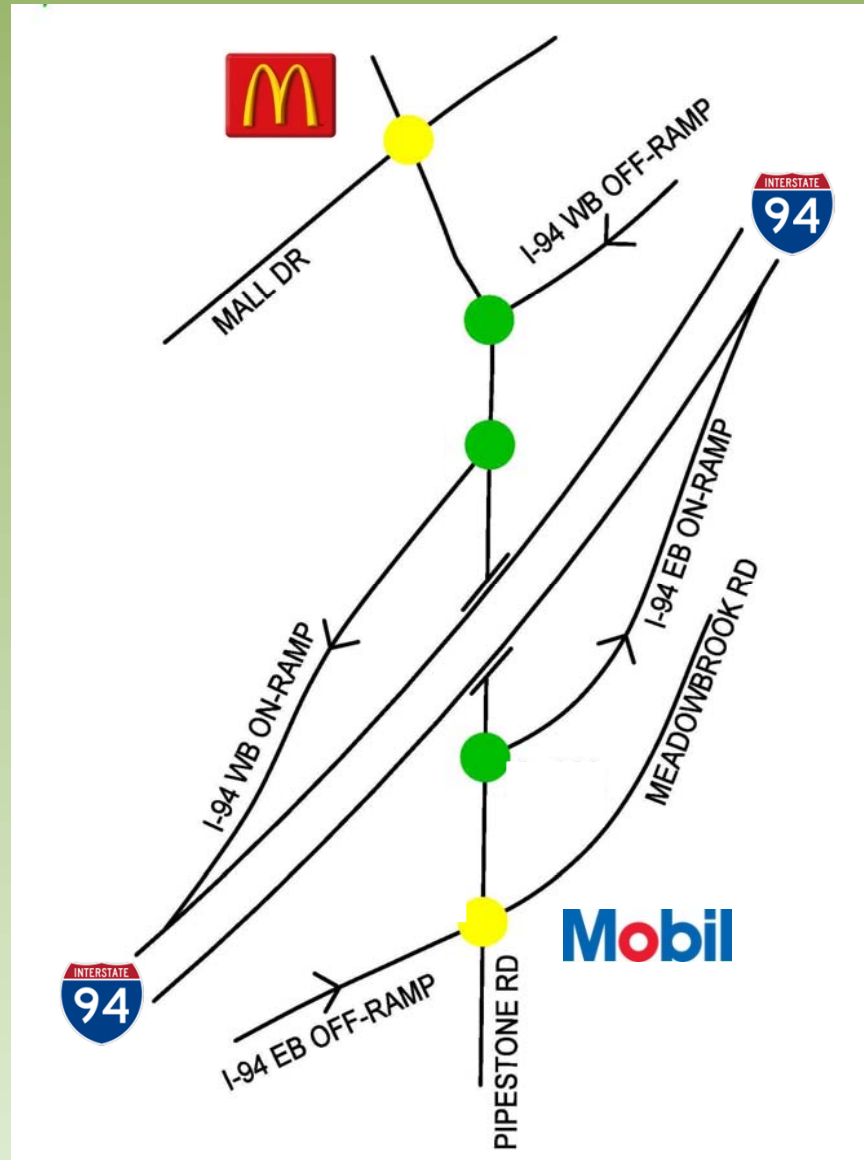 M
I-94 WB OFF-RAMP
INTERSTATE
94
MALL DR
I-94 EB ON-RAMP
MEADOWBROOK RD
I-94 WB ON-RAMP
Mobil
INTERSTATE
94
I-94 EB OFF-RAMP
PIPESTONE RD